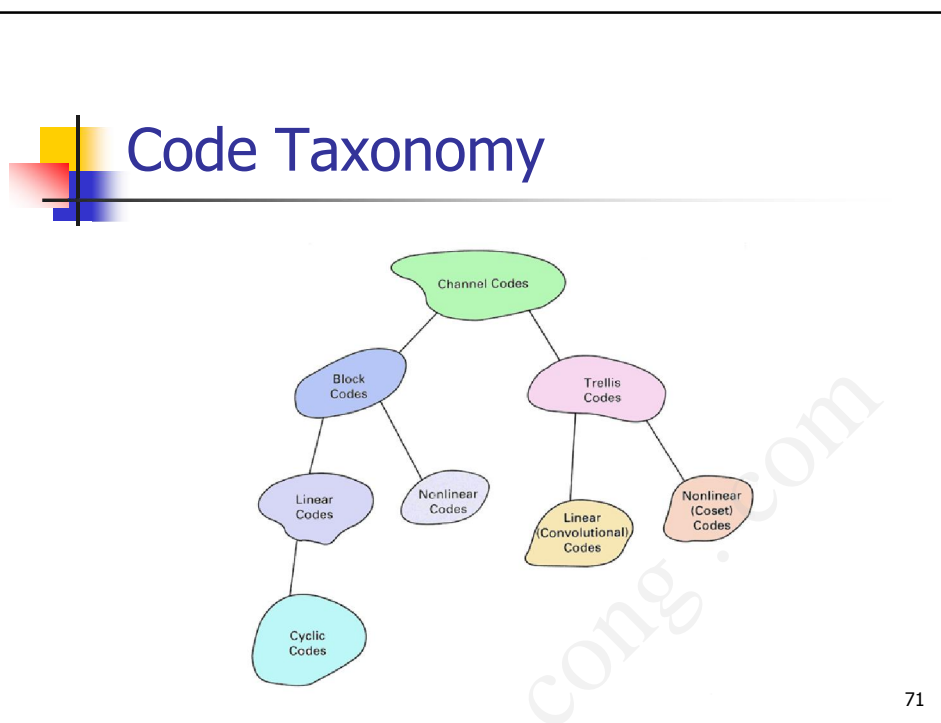 Code Taxonomy
Channel Codes
Block
Codes
Trellis
Codes
Linear
Codes
Nonlinear
Codes
Linear
(Convolutional)
Codes
Nonlinear
(Coset)
Codes
Cyclic
Codes
cong.com
71